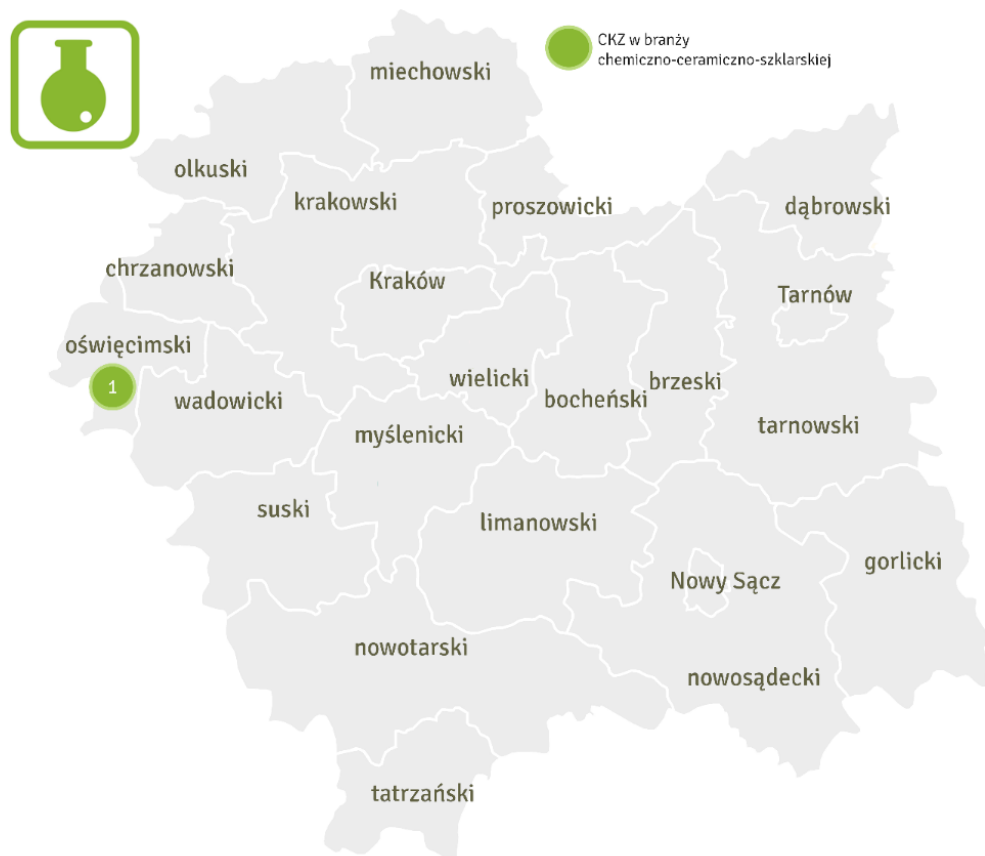 CKZ w branży
chemiczno-ceramiczno-szklarskiej
miechowski
olkuski
krakowski
proszowicki
dąbrowski
chrzanowski
Kraków
Tarnów
oświęcimski
1
wadowicki
wielicki
bocheński
brzeski
myślenicki
tarnowski
suski
limanowski
gorlicki
Nowy Sącz
nowotarski
nowosądecki
tatrzański